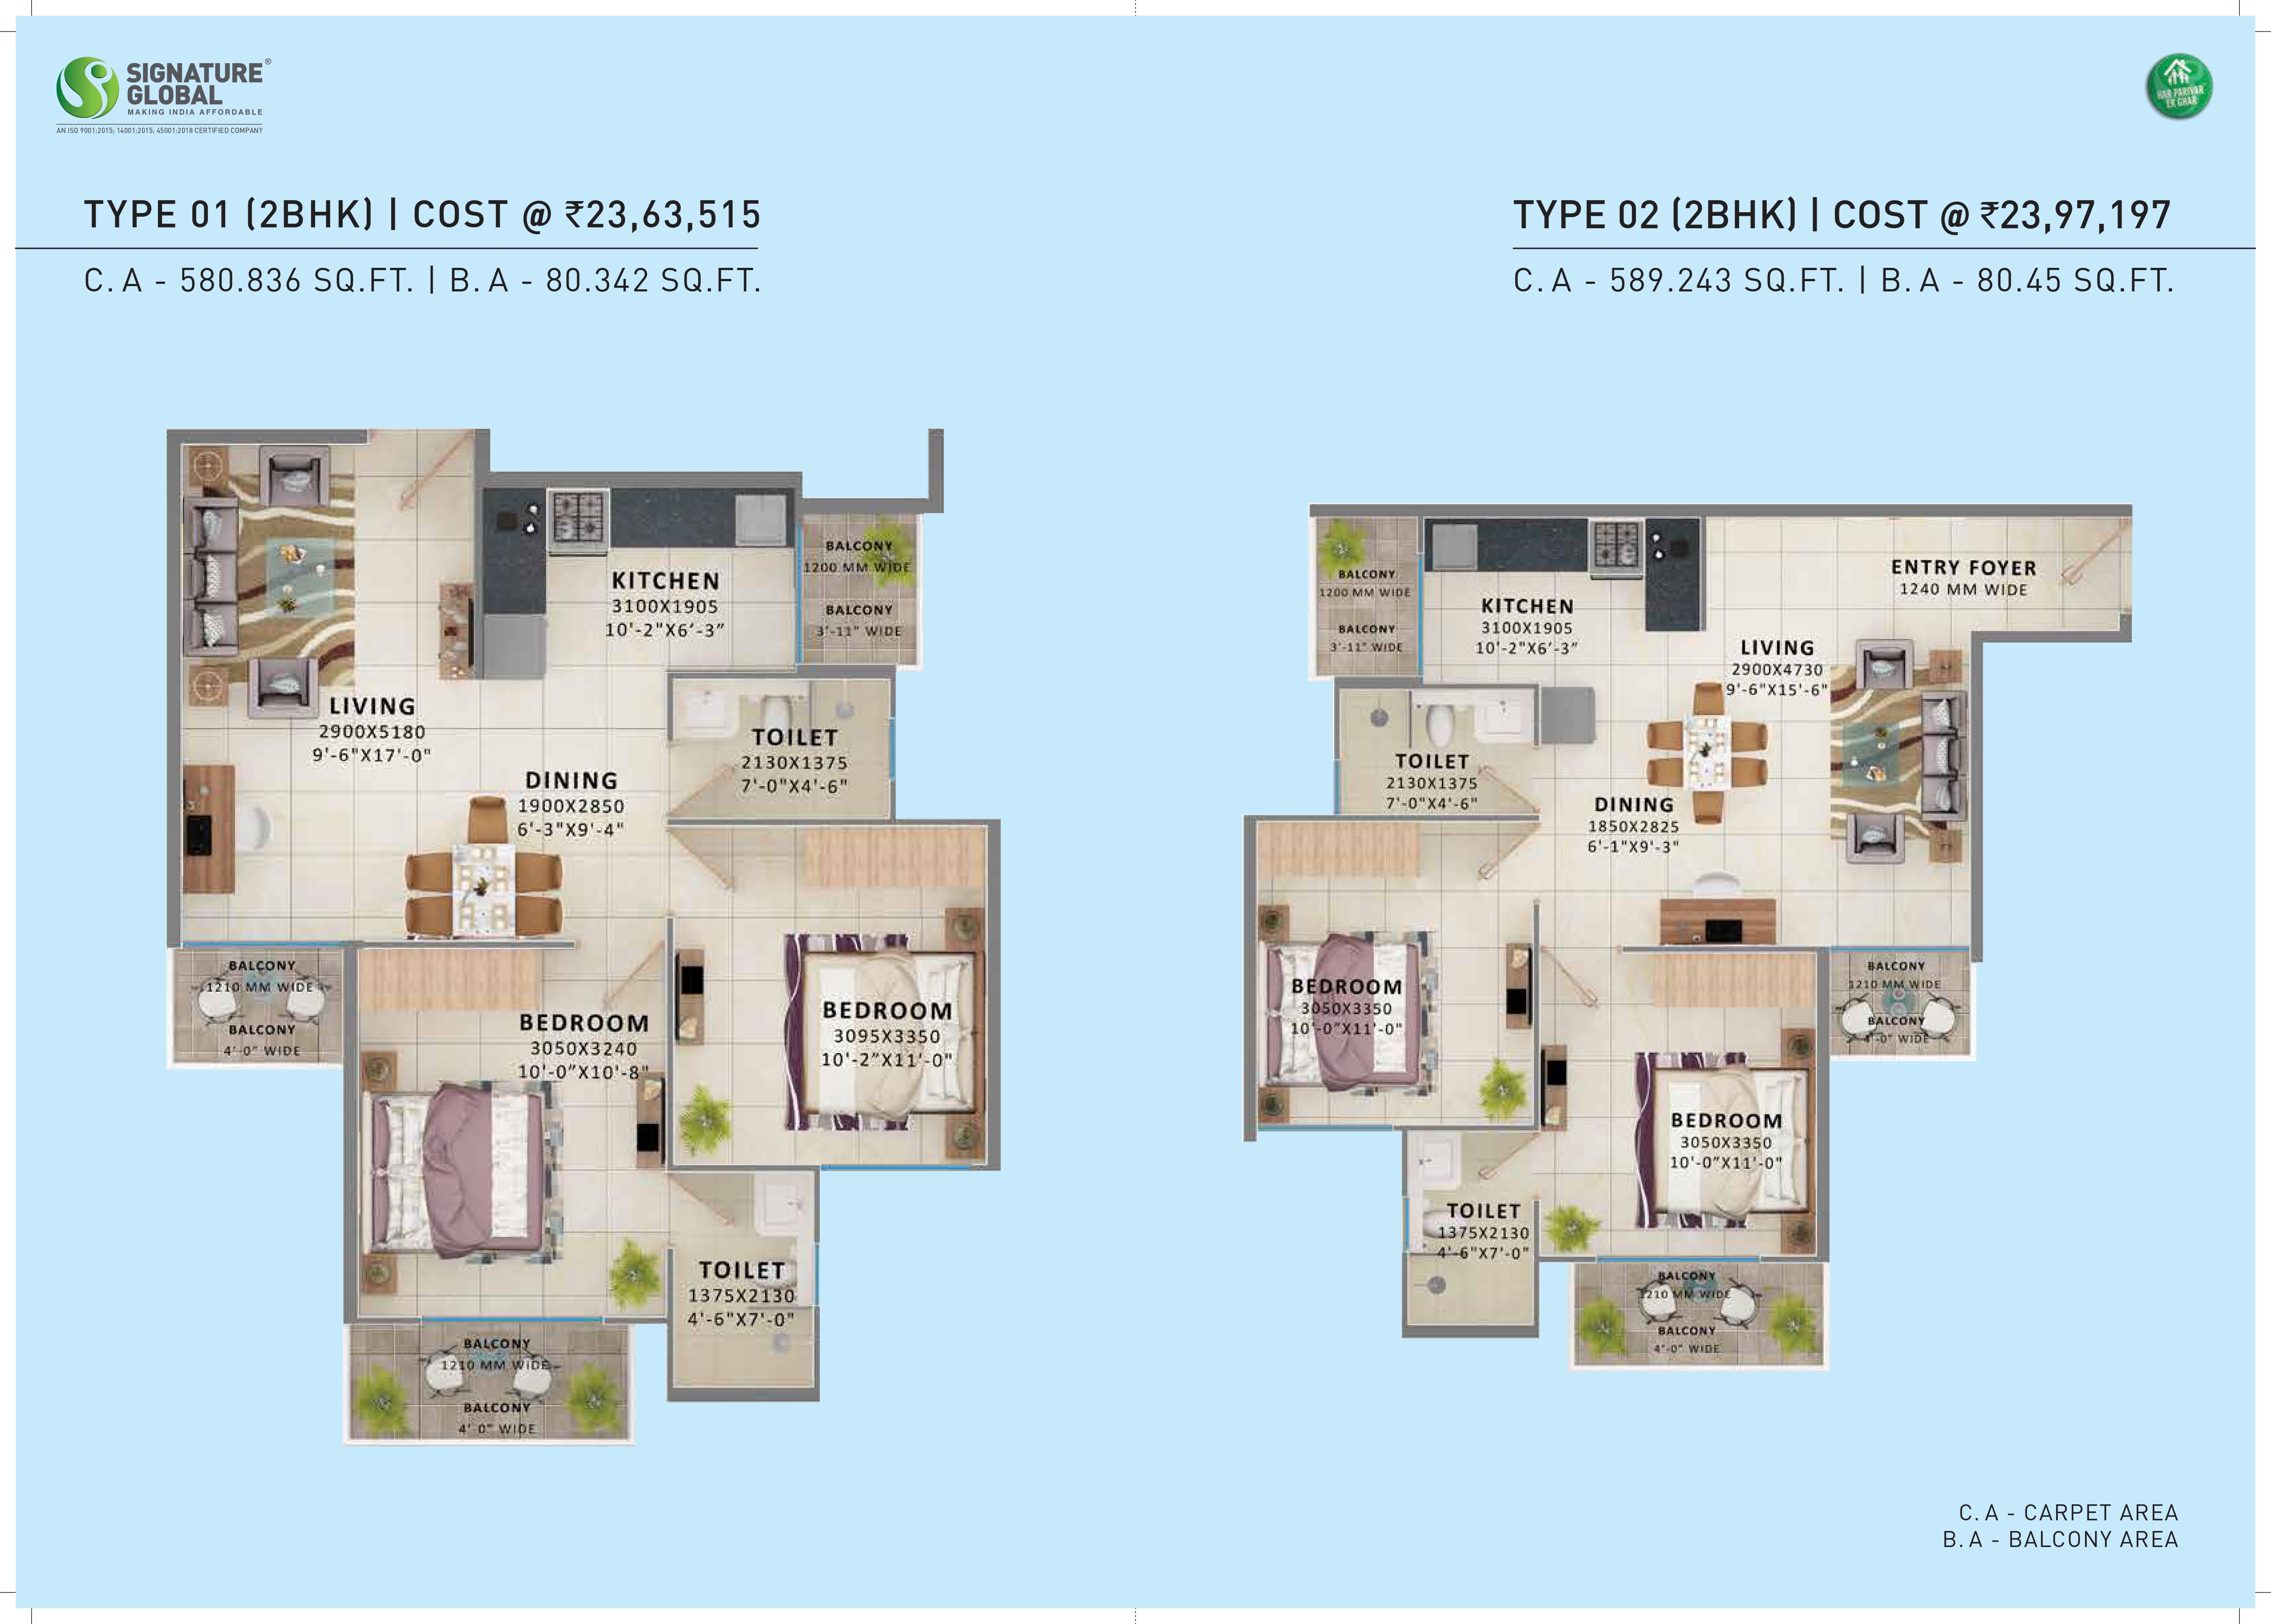 SIGNATURE®
GLOBAL
MAKING INDIA AFFORDABLE
AN ISO 9001:2015; 14001:2015; 45001:2018 CERTIFIED COMPANY
HAR PARIVAR
EK GHAR
TYPE 01 (2BHK) | COST @ ₹23,63,515
C. A - 580.836 SQ.FT. | B. A - 80.342 SQ.FT.
KITCHEN
3100X1905
10'-2"X6'-3"
BALCONY
1200 MM WIDE
BALCONY
3'-11" WIDE
LIVING
2900X5180
9'-6"X17'-0"
TOILET
2130X1375
7'-0"X4'-6"
DINING
1900X2850
6'-3"X9'-4"
BALCONY
1210 MM WIDE
BALCONY
4'-0" WIDE
BEDROOM
3050X3240
10'-0"X10'-8"
BEDROOM
3095X3350
10'-2"X11'-0"
TOILET
1375X2130
4'-6"X7'-0"
BALCONY
1210 MM WIDE
BALCONY
4'-0" WIDE
TYPE 02 (2BHK) | COST @ ₹23,97,197
C. A - 589.243 SQ.FT. | B. A - 80.45 SQ.FT.
BALCONY
1200 MM WIDE
BALCONY
3'-11" WIDE
KITCHEN
3100X1905
10'-2"X6'-3"
ENTRY FOYER
1240 MM WIDE
LIVING
2900X4730
9'-6"X15'-6"
TOILET
2130X1375
7'-0"X4'-6"
DINING
1850X2825
6'-1"X9'-3"
BEDROOM
3050X3350
10'-0"X11'-0"
BALCONY
1210 MM WIDE
BALCONY
4'-0" WIDE
BEDROOM
3050X3350
10'-0"X11'-0"
TOILET
1375X2130
4'-6"X7'-0"
BALCONY
1210 MM WIDE
BALCONY
4'-0" WIDE
C. A - CARPET AREA
B. A - BALCONY AREA